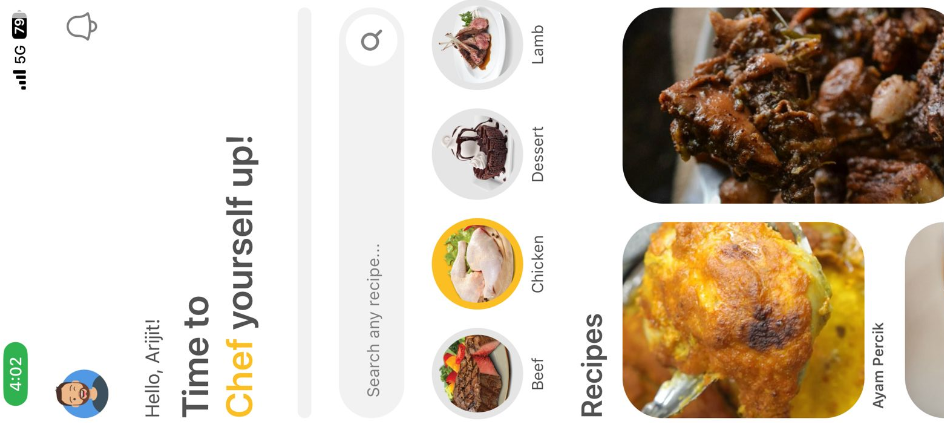 4:02
5G 79
Hello, Arijit!
Time to
Chef yourself up!
Search any recipe...
Beef
Chicken
Dessert
Lamb
Recipes
Ayam Percik